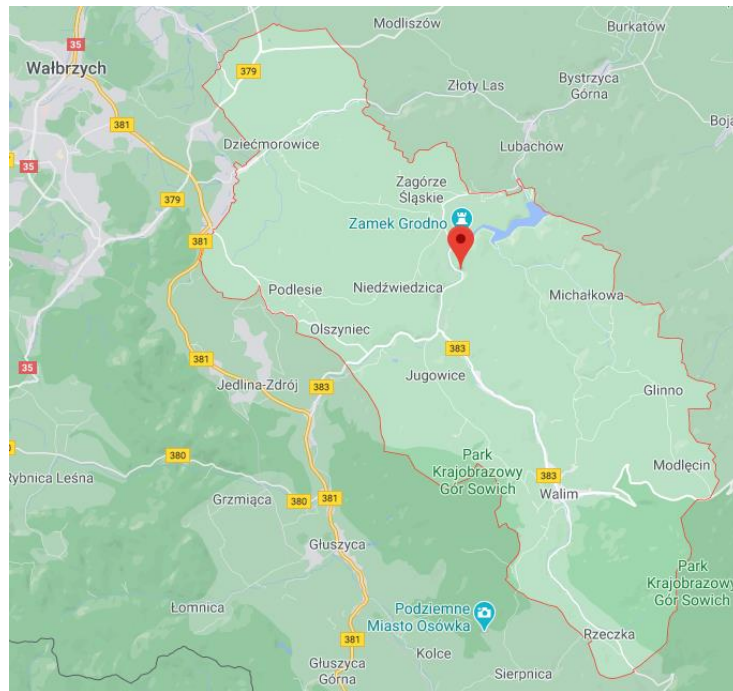 Modliszów
Burkatów
35
Wałbrzych
379
Złoty Las
Bystrzyca
Górna
381
Boja
Dziećmorowice
Lubachów
35
Zagórze
Śląskie
379
Zamek Grodno
381
Podlesie
Niedźwiedzica
Michałkowa
Olszyniec
383
381
35
Jugowice
Jedlina-Zdrój
383
Glinno
Park
Krajobrazowy
Gór Sowich
380
Modlęcin
383
Rybnica Leśna
Walim
Grzmiąca
380
381
Głuszyca
Park
Krajobrazowy
Gór Sowich
Łomnica
Podziemne
Miasto Osówka
Rzeczka
381
Kolce
Głuszyca
Górna
Sierpnica